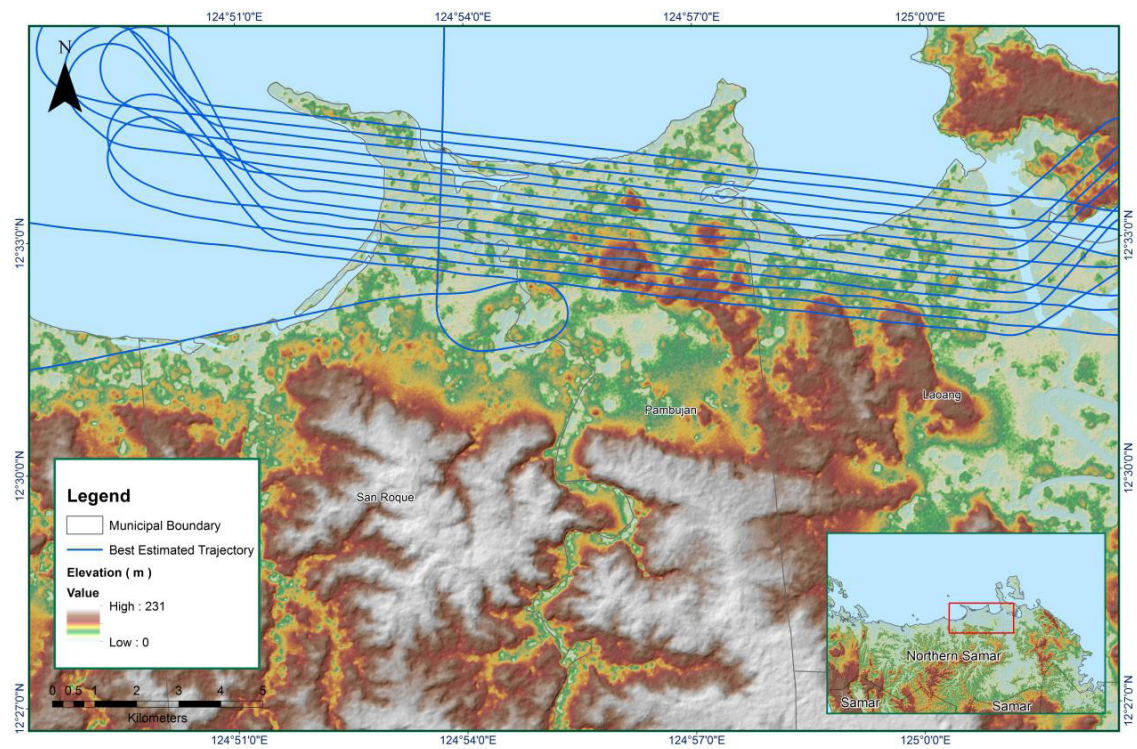 124°51'0"E 124°54'0"E 124°57'0"E 125°0'0"E
N
12°33'0"N 12°33'0"N
Laoang
Pambujan
12°30'0"N 12°30'0"N
San Roque
Legend
Municipal Boundary
Best Estimated Trajectory
Elevation ( m )
Value
High : 231
Low : 0
Northern Samar
Samar Samar
0 0.5 1 2 3 4 5
Kilometers
12°27'0"N 12°27'0"N
124°51'0"E 124°54'0"E 124°57'0"E 125°0'0"E